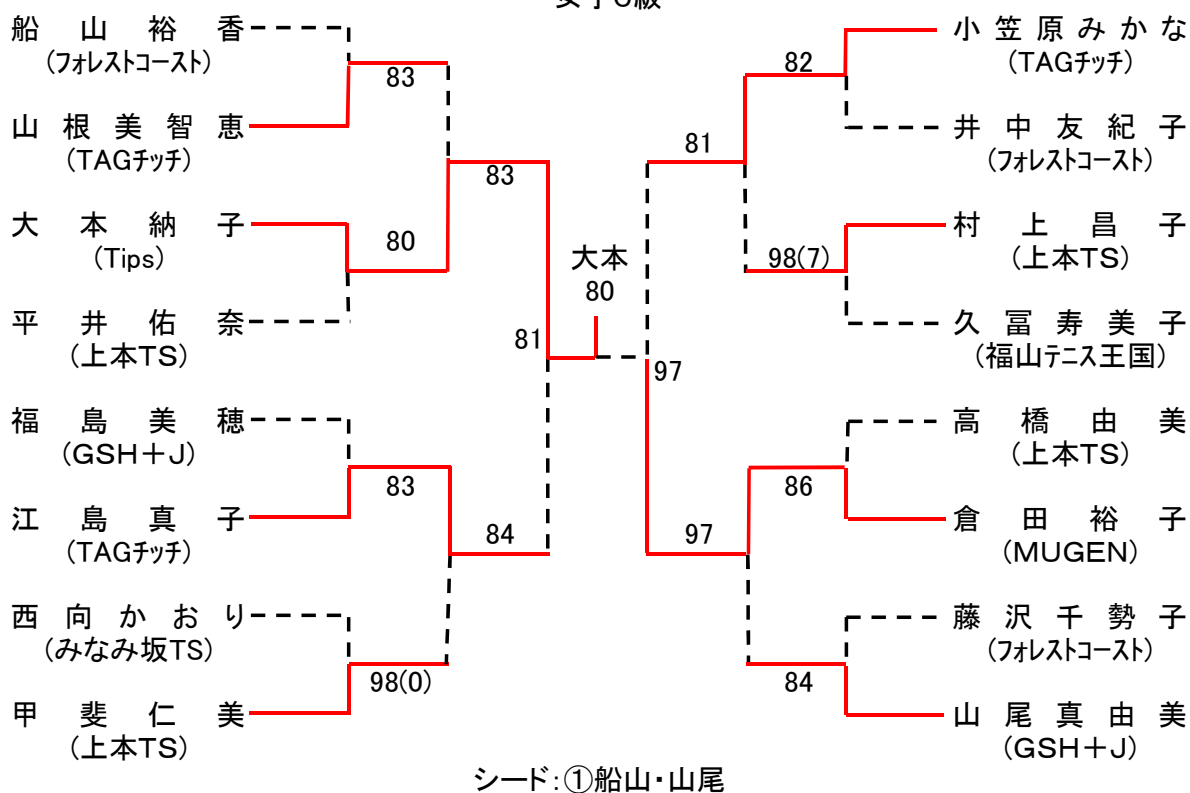 船山裕香
(フォレストコースト)
83
山根美智恵
(TAGチッチ)
83
大本納子
(Tips)
80
平井佑奈
(上本TS)
81
福島美穂
(GSH+J)
83
江島真子
(TAGチッチ)
84
西向かおり
(みなみ坂TS)
98(0)
甲斐仁美
(上本TS)
大本
80
小笠原みかな
(TAGチッチ)
82
井中友紀子
(フォレストコースト)
81
村上昌子
(上本TS)
98(7)
久冨寿美子
(福山テニス王国)
97
高橋由美
(上本TS)
86
倉田裕子
(MUGEN)
97
藤沢千勢子
(フォレストコースト)
84
山尾真由美
(GSH+J)
シード:①船山・山尾